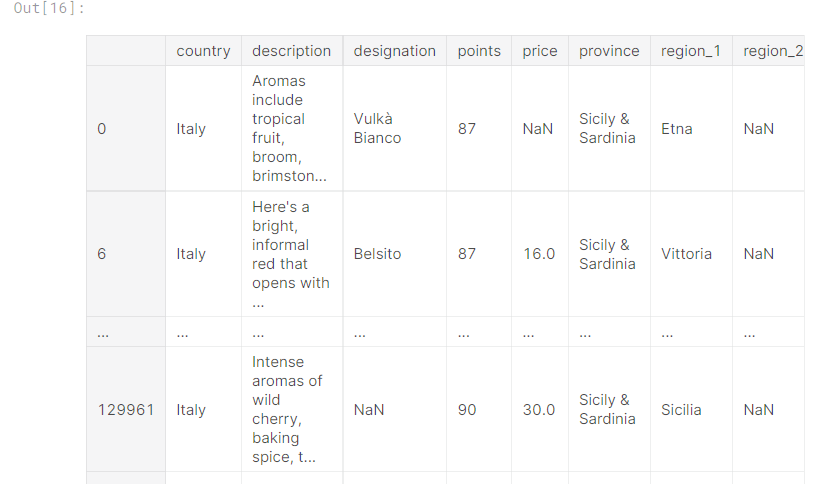 Out[16]:
country description designation points price province region_1 region_2
0 Italy Aromas include tropical fruit, broom, brimston... Vulkà Bianco 87 NaN Sicily & Sardinia Etna NaN
6 Italy Here's a bright, informal red that opens with ... Belsito 87 16.0 Sicily & Sardinia Vittoria NaN
... ... ... ... ... ... ... ... ...
129961 Italy Intense aromas of wild cherry, baking spice, t... NaN 90 30.0 Sicily & Sardinia Sicilia NaN